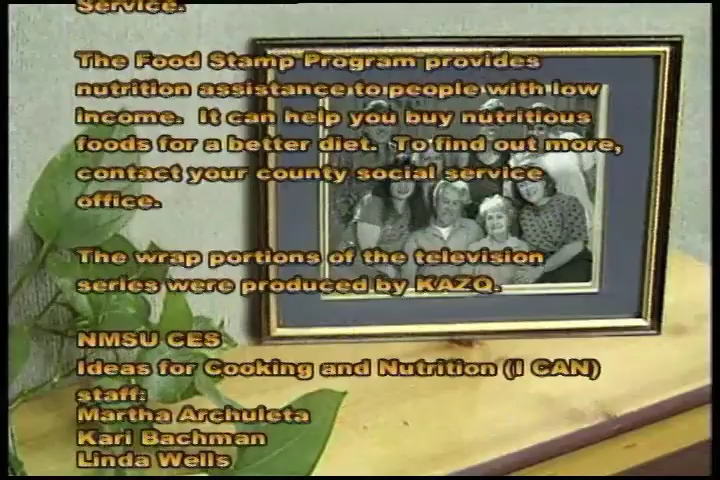 Service.
The Food Stamp Program provides
nutrition assistance to people with low
income.  It can help you buy nutritious
foods for a better diet.  To find out more,
contact your county social service
office.
The wrap portions of the television
series were produced by KAZQ.
NMSU CES
Ideas for Cooking and Nutrition (I CAN)
staff:
Martha Archuleta
Kari Bachman
Linda Wells